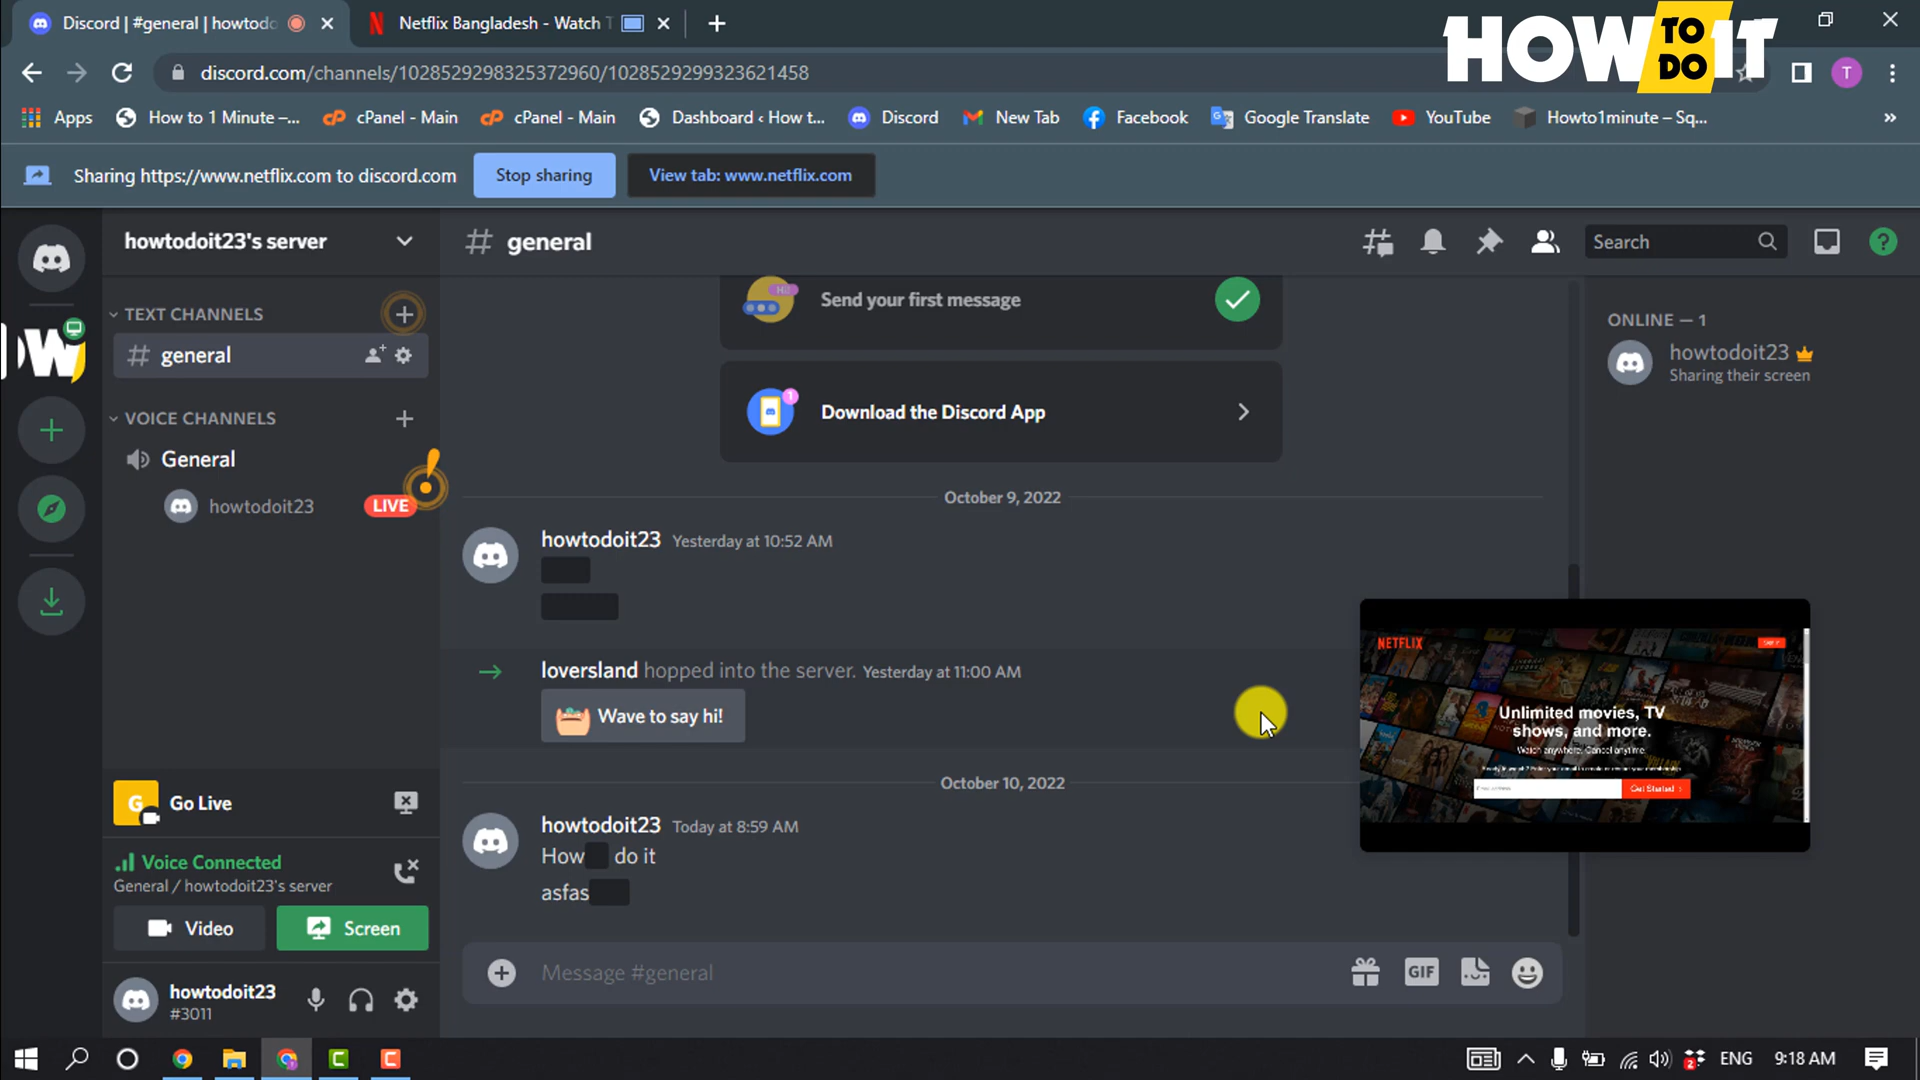 Discord | #general | howtodo
Netflix Bangladesh - Watch T
HOW TO DO IT
discord.com/channels/1028529298325372960/1028529299323621458
T
Apps
How to 1 Minute –...
cPanel - Main
cPanel - Main
Dashboard ‹ How t...
Discord
New Tab
Facebook
Google Translate
YouTube
Howto1minute – Sq...
Sharing https://www.netflix.com to discord.com
Stop sharing
View tab: www.netflix.com
howtodoit23's server
general
Search
TEXT CHANNELS
general
VOICE CHANNELS
General
howtodoit23
LIVE
Send your first message
Download the Discord App
October 9, 2022
howtodoit23 Yesterday at 10:52 AM
loversland hopped into the server. Yesterday at 11:00 AM
Wave to say hi!
October 10, 2022
howtodoit23 Today at 8:59 AM
How do it
asfas
Message #general
GIF
ONLINE — 1
howtodoit23
Sharing their screen
NETFLIX
Unlimited movies, TV
shows, and more.
Watch anywhere. Cancel anytime.
Get Started
G
Go Live
Voice Connected
General / howtodoit23's server
Video
Screen
howtodoit23
#3011
ENG
9:18 AM